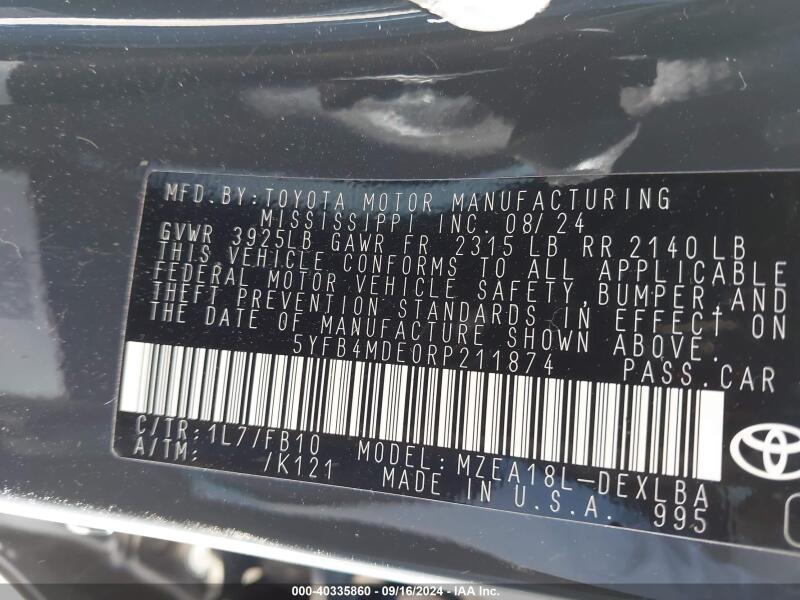 MFD.BY:TOYOTA MOTOR MANUFACTURING
MISSISSIPPI INC. 08/24
GVWR 3925LB GAWR FR 2315 LB RR 2140 LB
THIS VEHICLE CONFORMS TO ALL APPLICABLE
FEDERAL MOTOR VEHICLE SAFETY,BUMPER,AND
THEFT PREVENTION STANDARDS IN EFFECT ON
THE DATE OF MANUFACTURE SHOWN ABOVE.
5YFB4MDE0RP211874 PASS.CAR
C/TR:1L7/FB10 MODEL:MZEA18L-DEXLBA
A/TM: /K121 MADE IN U.S.A. 995
000-40335860 - 09/16/2024 - IAA Inc.